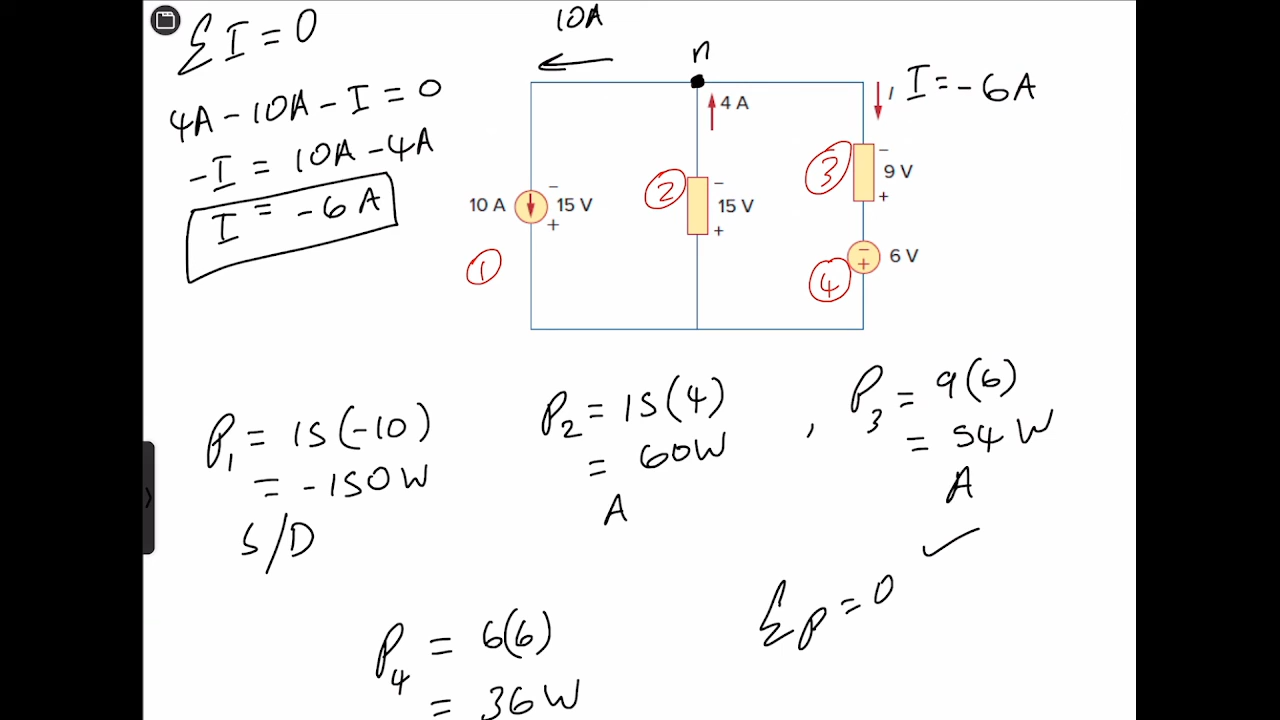 ΣI = 0
4A - 10A - I = 0
-I = 10A - 4A
I = -6A
10A
n
4 A
I
I = -6A
3
-
9 V
+
2
-
15 V
+
10 A
-
15 V
+
1
-
+
6 V
4
P1 = 15(-10)
= -150W
S/D
P2 = 15(4)
= 60W
A
, P3 = 9(6)
= 54 W
A
✓
ΣP = 0
P4 = 6(6)
= 36W